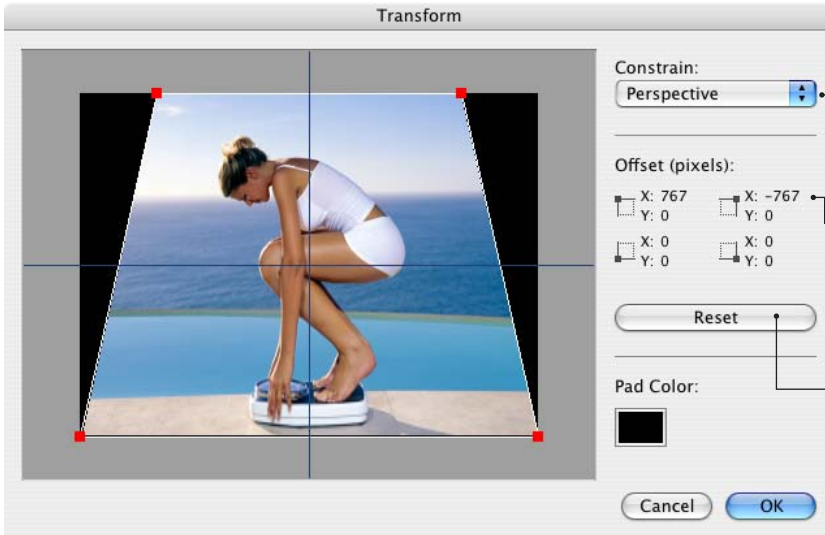 Transform
Constrain:
Perspective
Offset (pixels):
X: 767
Y: 0
X: -767
Y: 0
X: 0
Y: 0
X: 0
Y: 0
Reset
Pad Color:
Cancel
OK